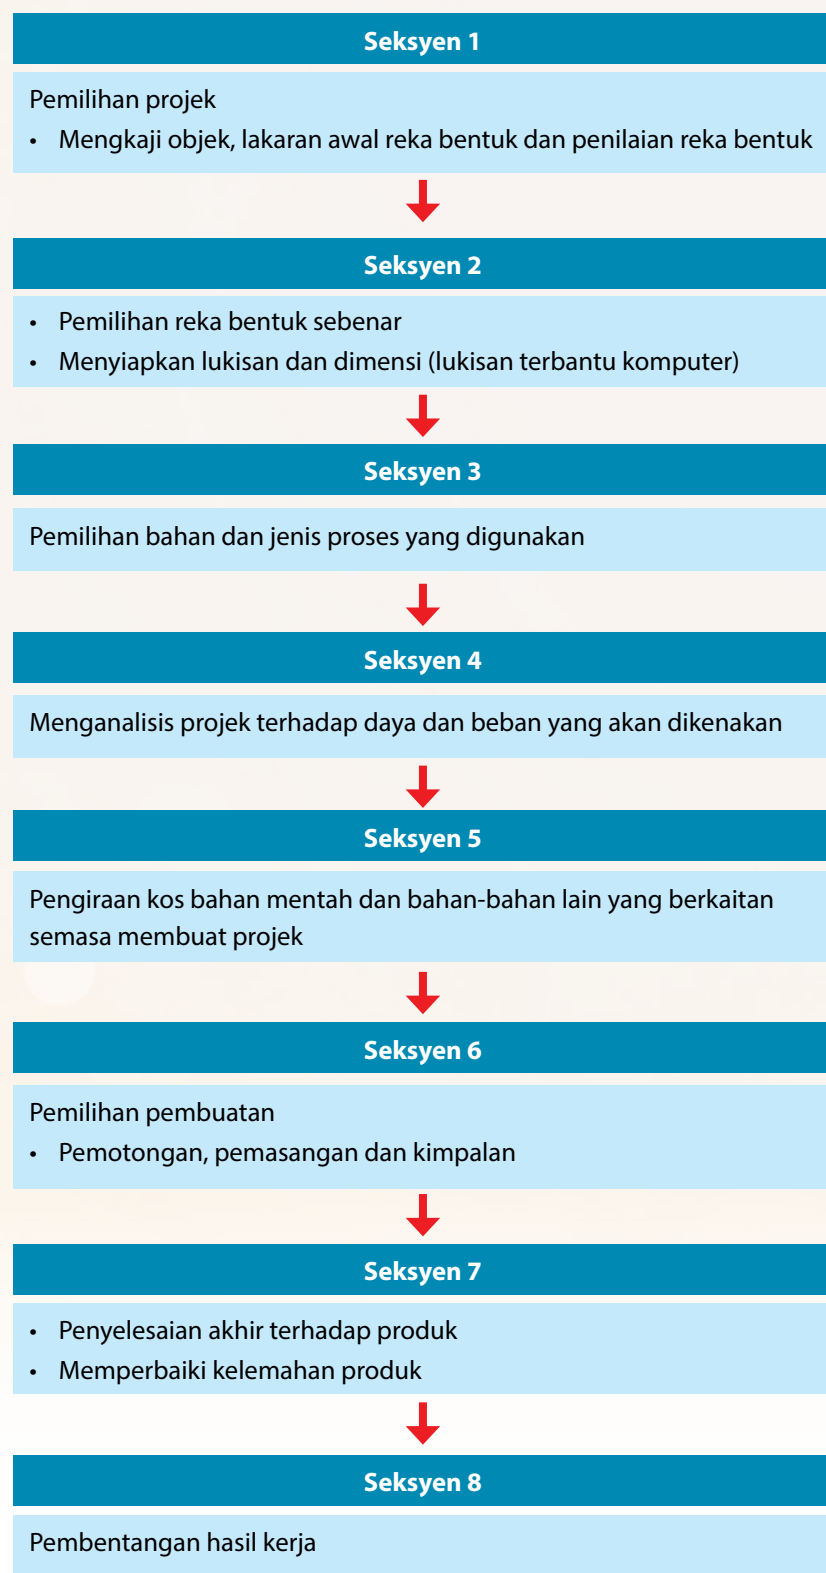 Seksyen 1
Pemilihan projek
• Mengkaji objek, lakaran awal reka bentuk dan penilaian reka bentuk
Seksyen 2
• Pemilihan reka bentuk sebenar
• Menyiapkan lukisan dan dimensi (lukisan terbantu komputer)
Seksyen 3
Pemilihan bahan dan jenis proses yang digunakan
Seksyen 4
Menganalisis projek terhadap daya dan beban yang akan dikenakan
Seksyen 5
Pengiraan kos bahan mentah dan bahan-bahan lain yang berkaitan
semasa membuat projek
Seksyen 6
Pemilihan pembuatan
• Pemotongan, pemasangan dan kimpalan
Seksyen 7
• Penyelesaian akhir terhadap produk
• Memperbaiki kelemahan produk
Seksyen 8
Pembentangan hasil kerja